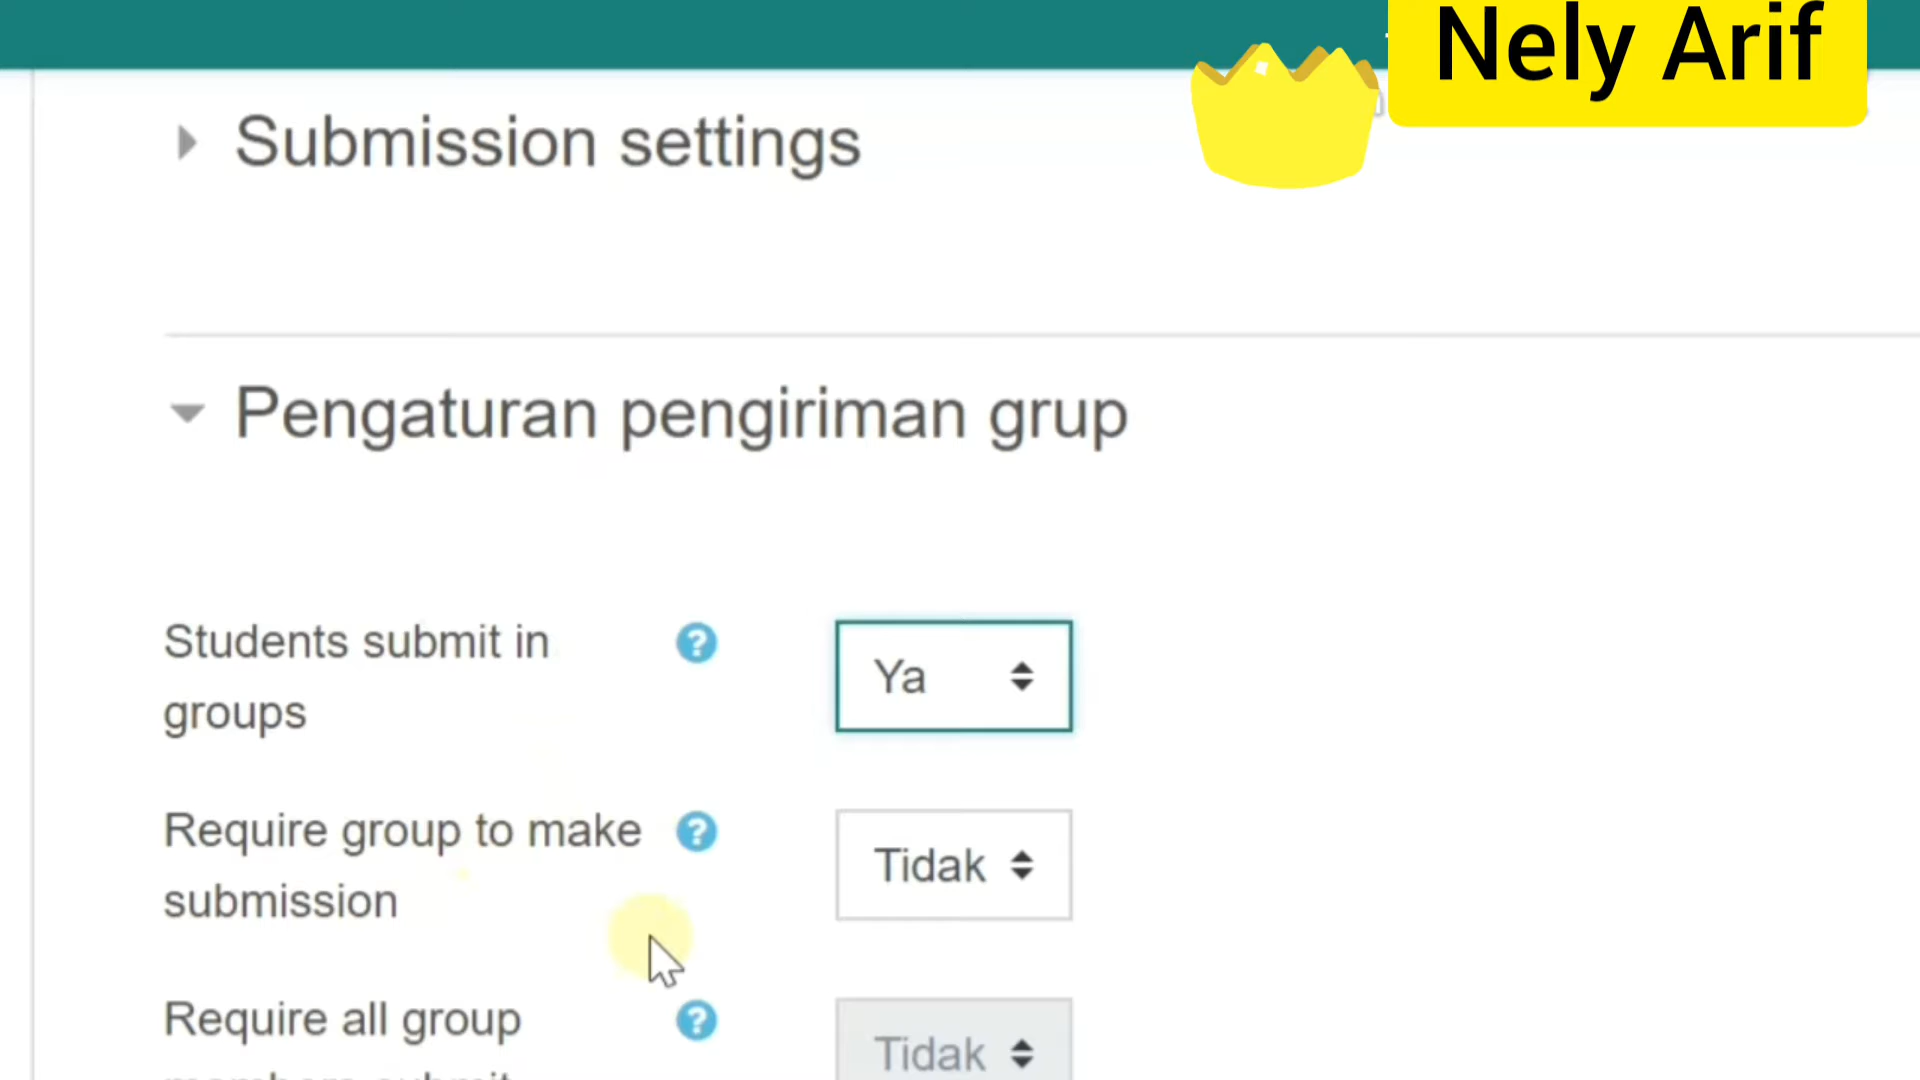 Nely Arif
Submission settings
Pengaturan pengiriman grup
Students submit in
groups
Ya
Require group to make
submission
Tidak
Require all group
Tidak